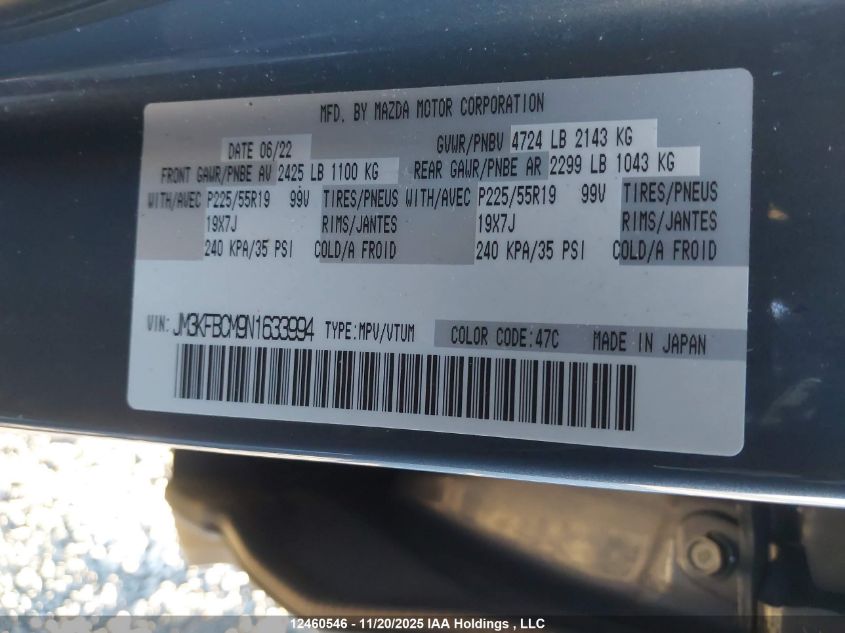 MFD. BY MAZDA MOTOR CORPORATION
DATE 06/22 GVWR/PNBV 4724 LB 2143 KG
FRONT GAWR/PNBE AV 2425 LB 1100 KG REAR GAWR/PNBE AR 2299 LB 1043 KG
WITH/AVEC P225/55R19 99V TIRES/PNEUS WITH/AVEC P225/55R19 99V TIRES/PNEUS
19X7J RIMS/JANTES 19X7J RIMS/JANTES
240 KPA/35 PSI COLD/A FROID 240 KPA/35 PSI COLD/A FROID
VIN: JM3KFBCM9N1633994 TYPE:MPV/VTUM COLOR CODE:47C MADE IN JAPAN
12460546 - 11/20/2025 IAA Holdings , LLC